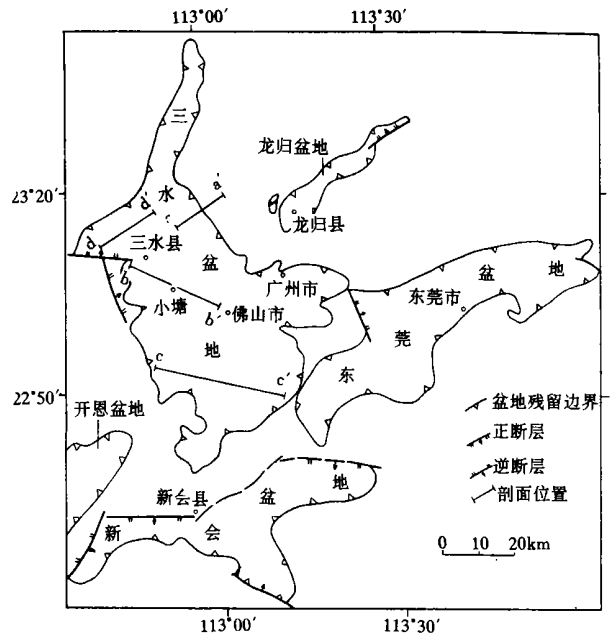 113°00′
113°30′
三
龙归盆地
23°20′
水
a′
d′
龙归县
d
三水县
盆
盆
地
b
广州市
东莞市
小塘
b′
佛山市
莞
地
东
c
c′
22°50′
开恩盆地
盆地残留边界
正断层
逆断层
剖面位置
新会县
盆
地
新
会
0 10 20km
113°00′
113°30′